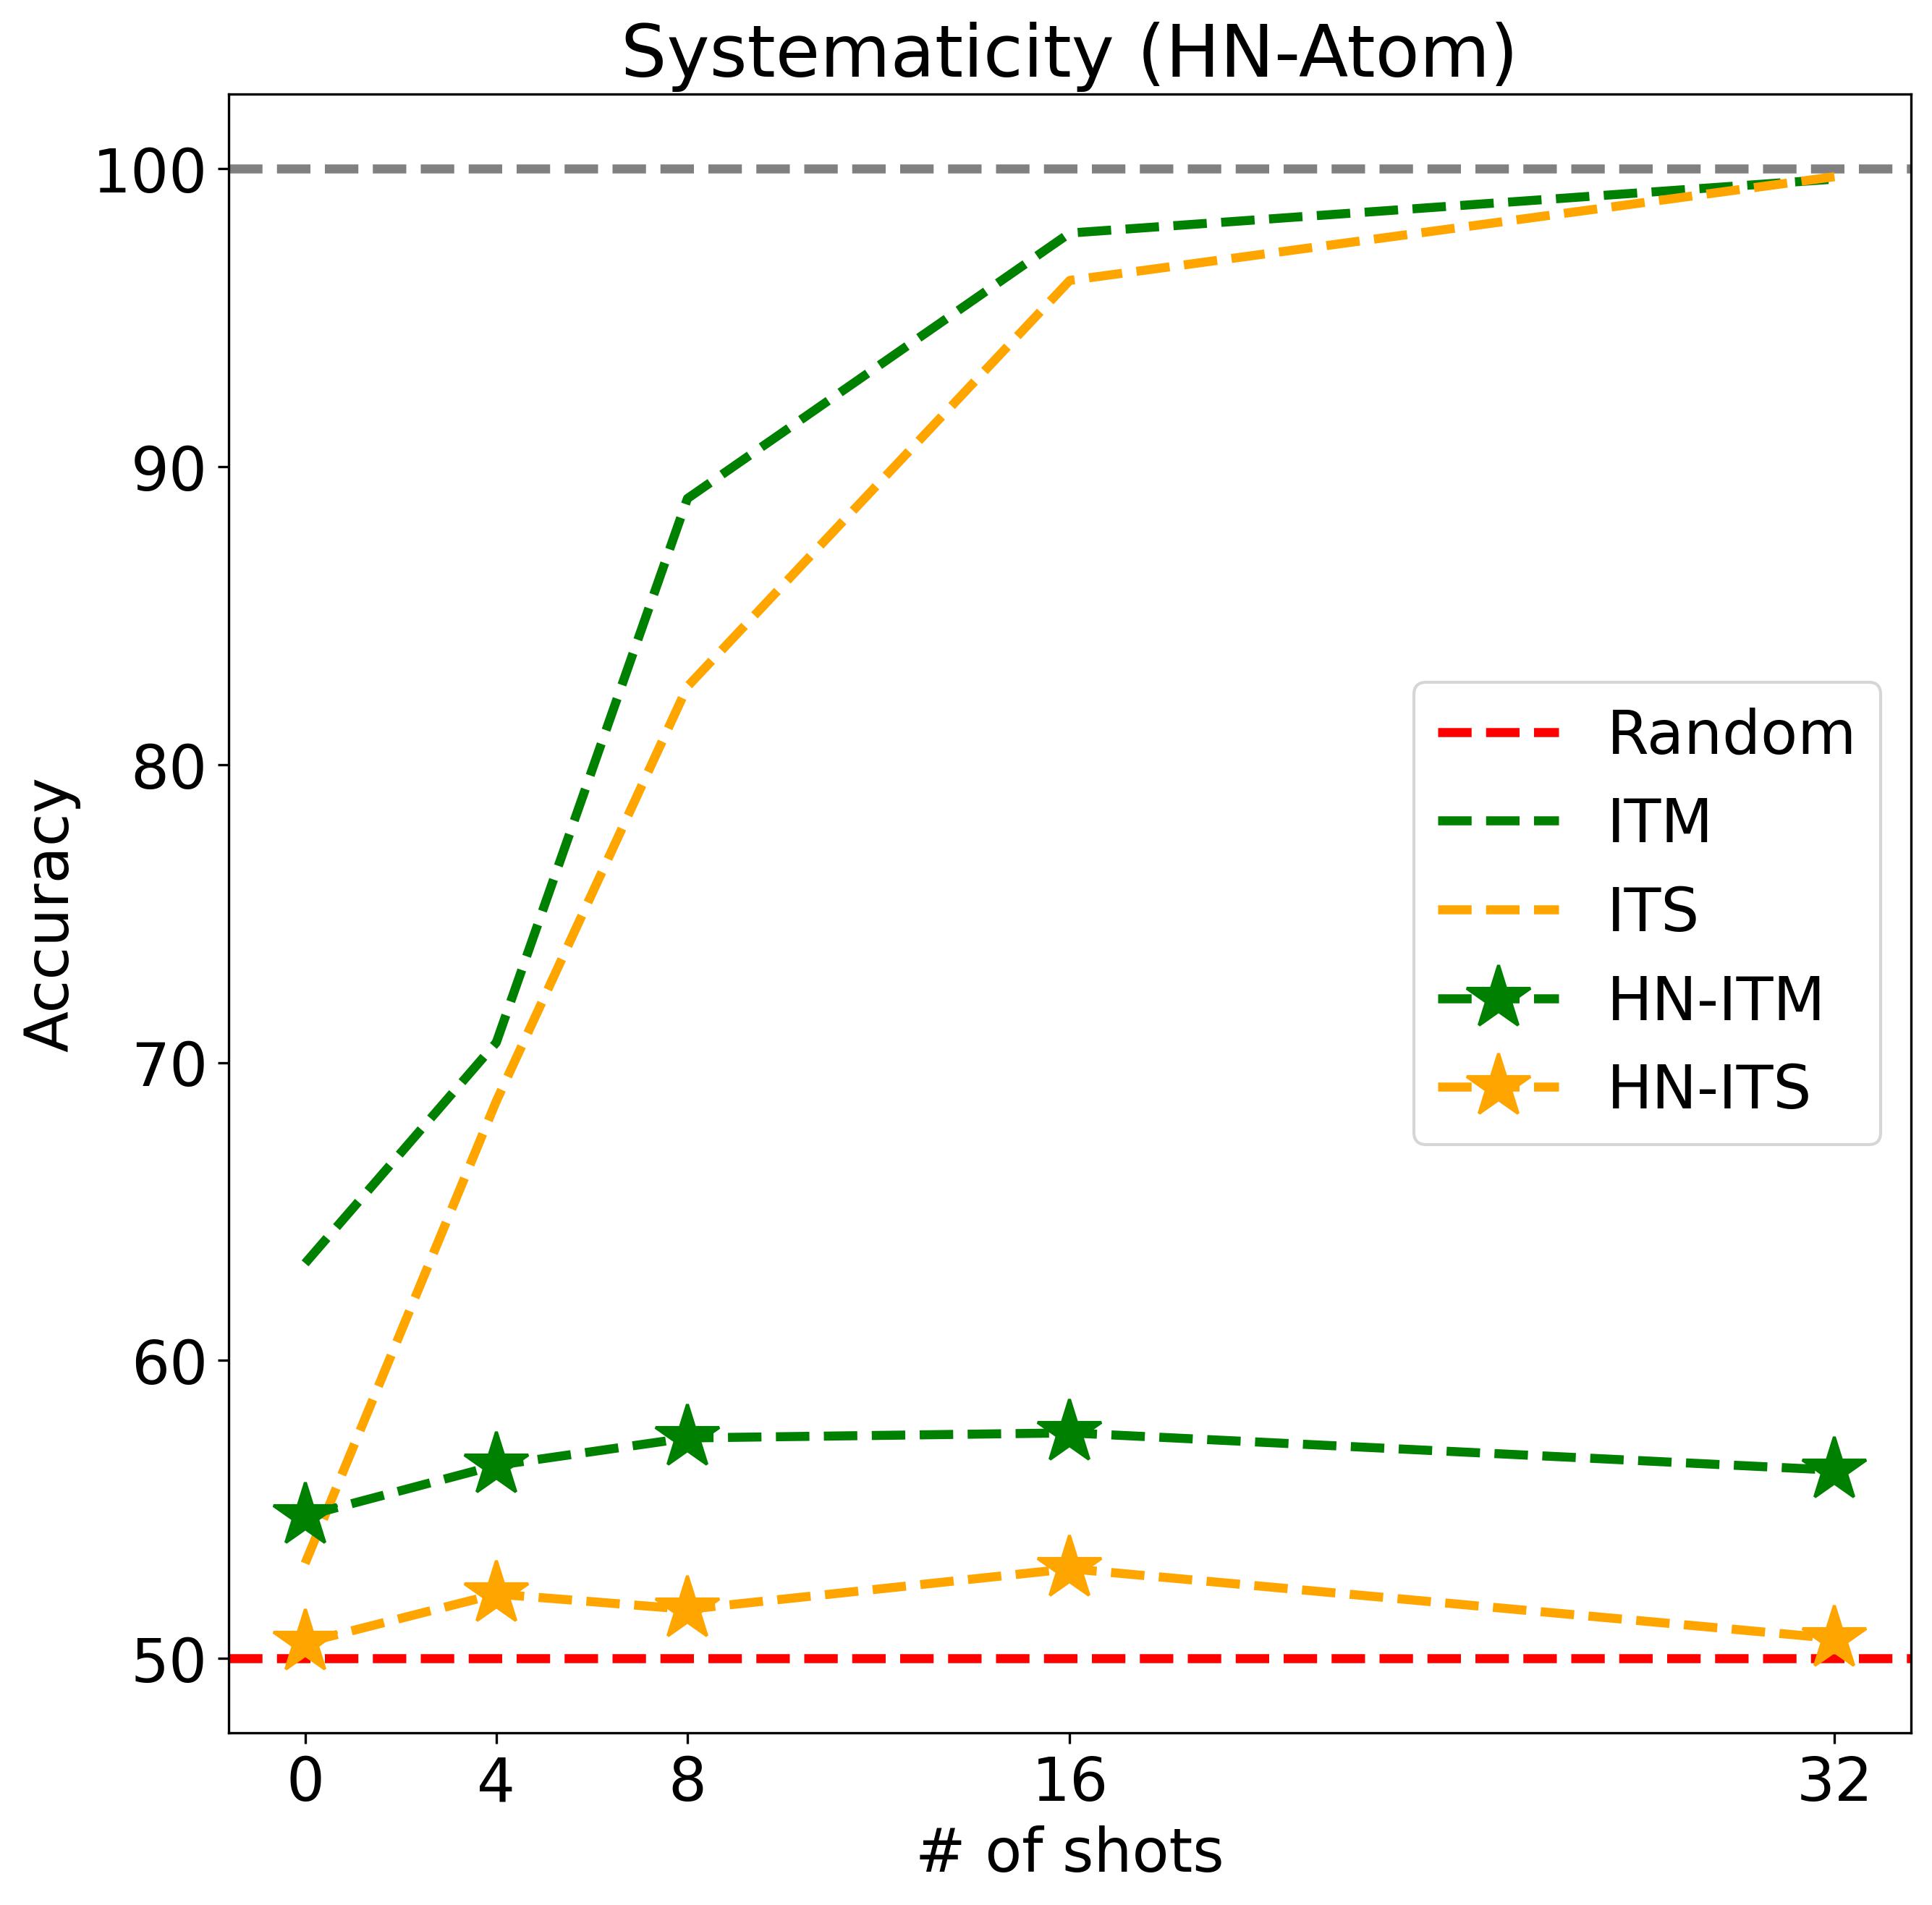 Systematicity (HN-Atom)
100
90
80
70
60
50
Accuracy
Random
ITM
ITS
HN-ITM
HN-ITS
0 4 8 16 32
# of shots